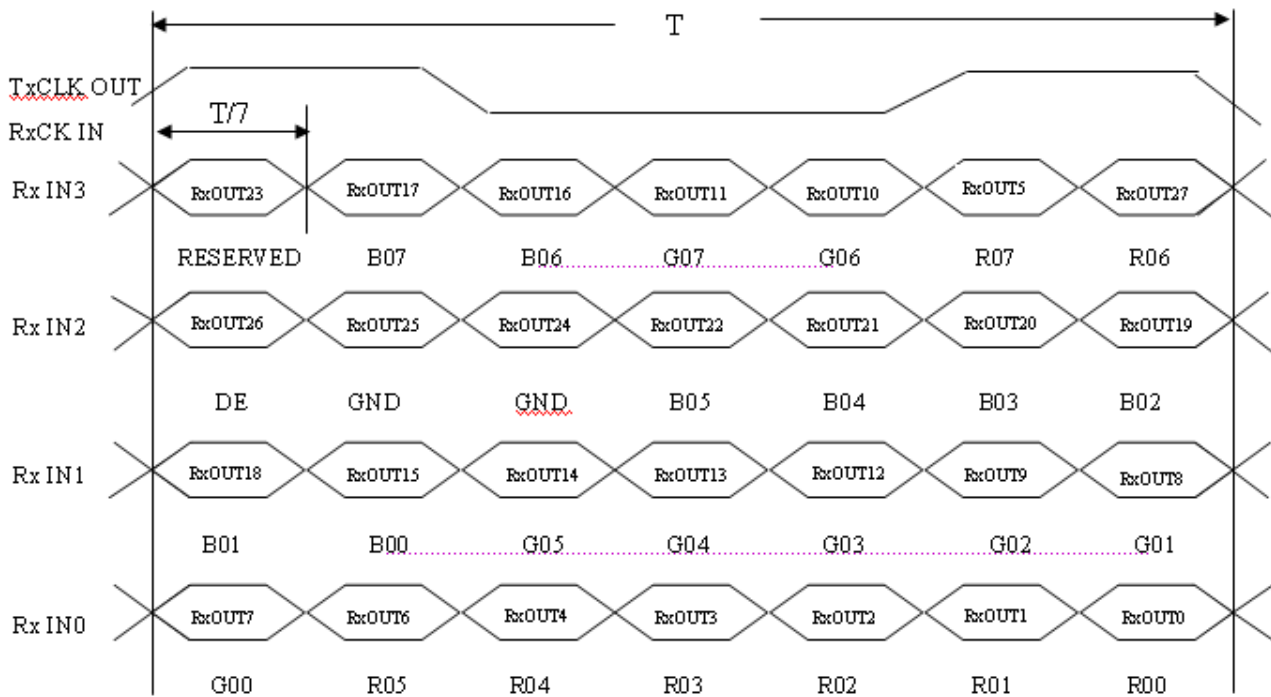 T
TxCLK OUT
T/7
RxCK IN
Rx IN3 RxOUT23 RxOUT17 RxOUT16 RxOUT11 RxOUT10 RxOUT5 RxOUT27
RESERVED B07 B06 G07 G06 R07 R06
Rx IN2 RxOUT26 RxOUT25 RxOUT24 RxOUT22 RxOUT21 RxOUT20 RxOUT19
DE GND GND B05 B04 B03 B02
Rx IN1 RxOUT18 RxOUT15 RxOUT14 RxOUT13 RxOUT12 RxOUT9 RxOUT8
B01 B00 G05 G04 G03 G02 G01
Rx IN0 RxOUT7 RxOUT6 RxOUT4 RxOUT3 RxOUT2 RxOUT1 RxOUT0
G00 R05 R04 R03 R02 R01 R00